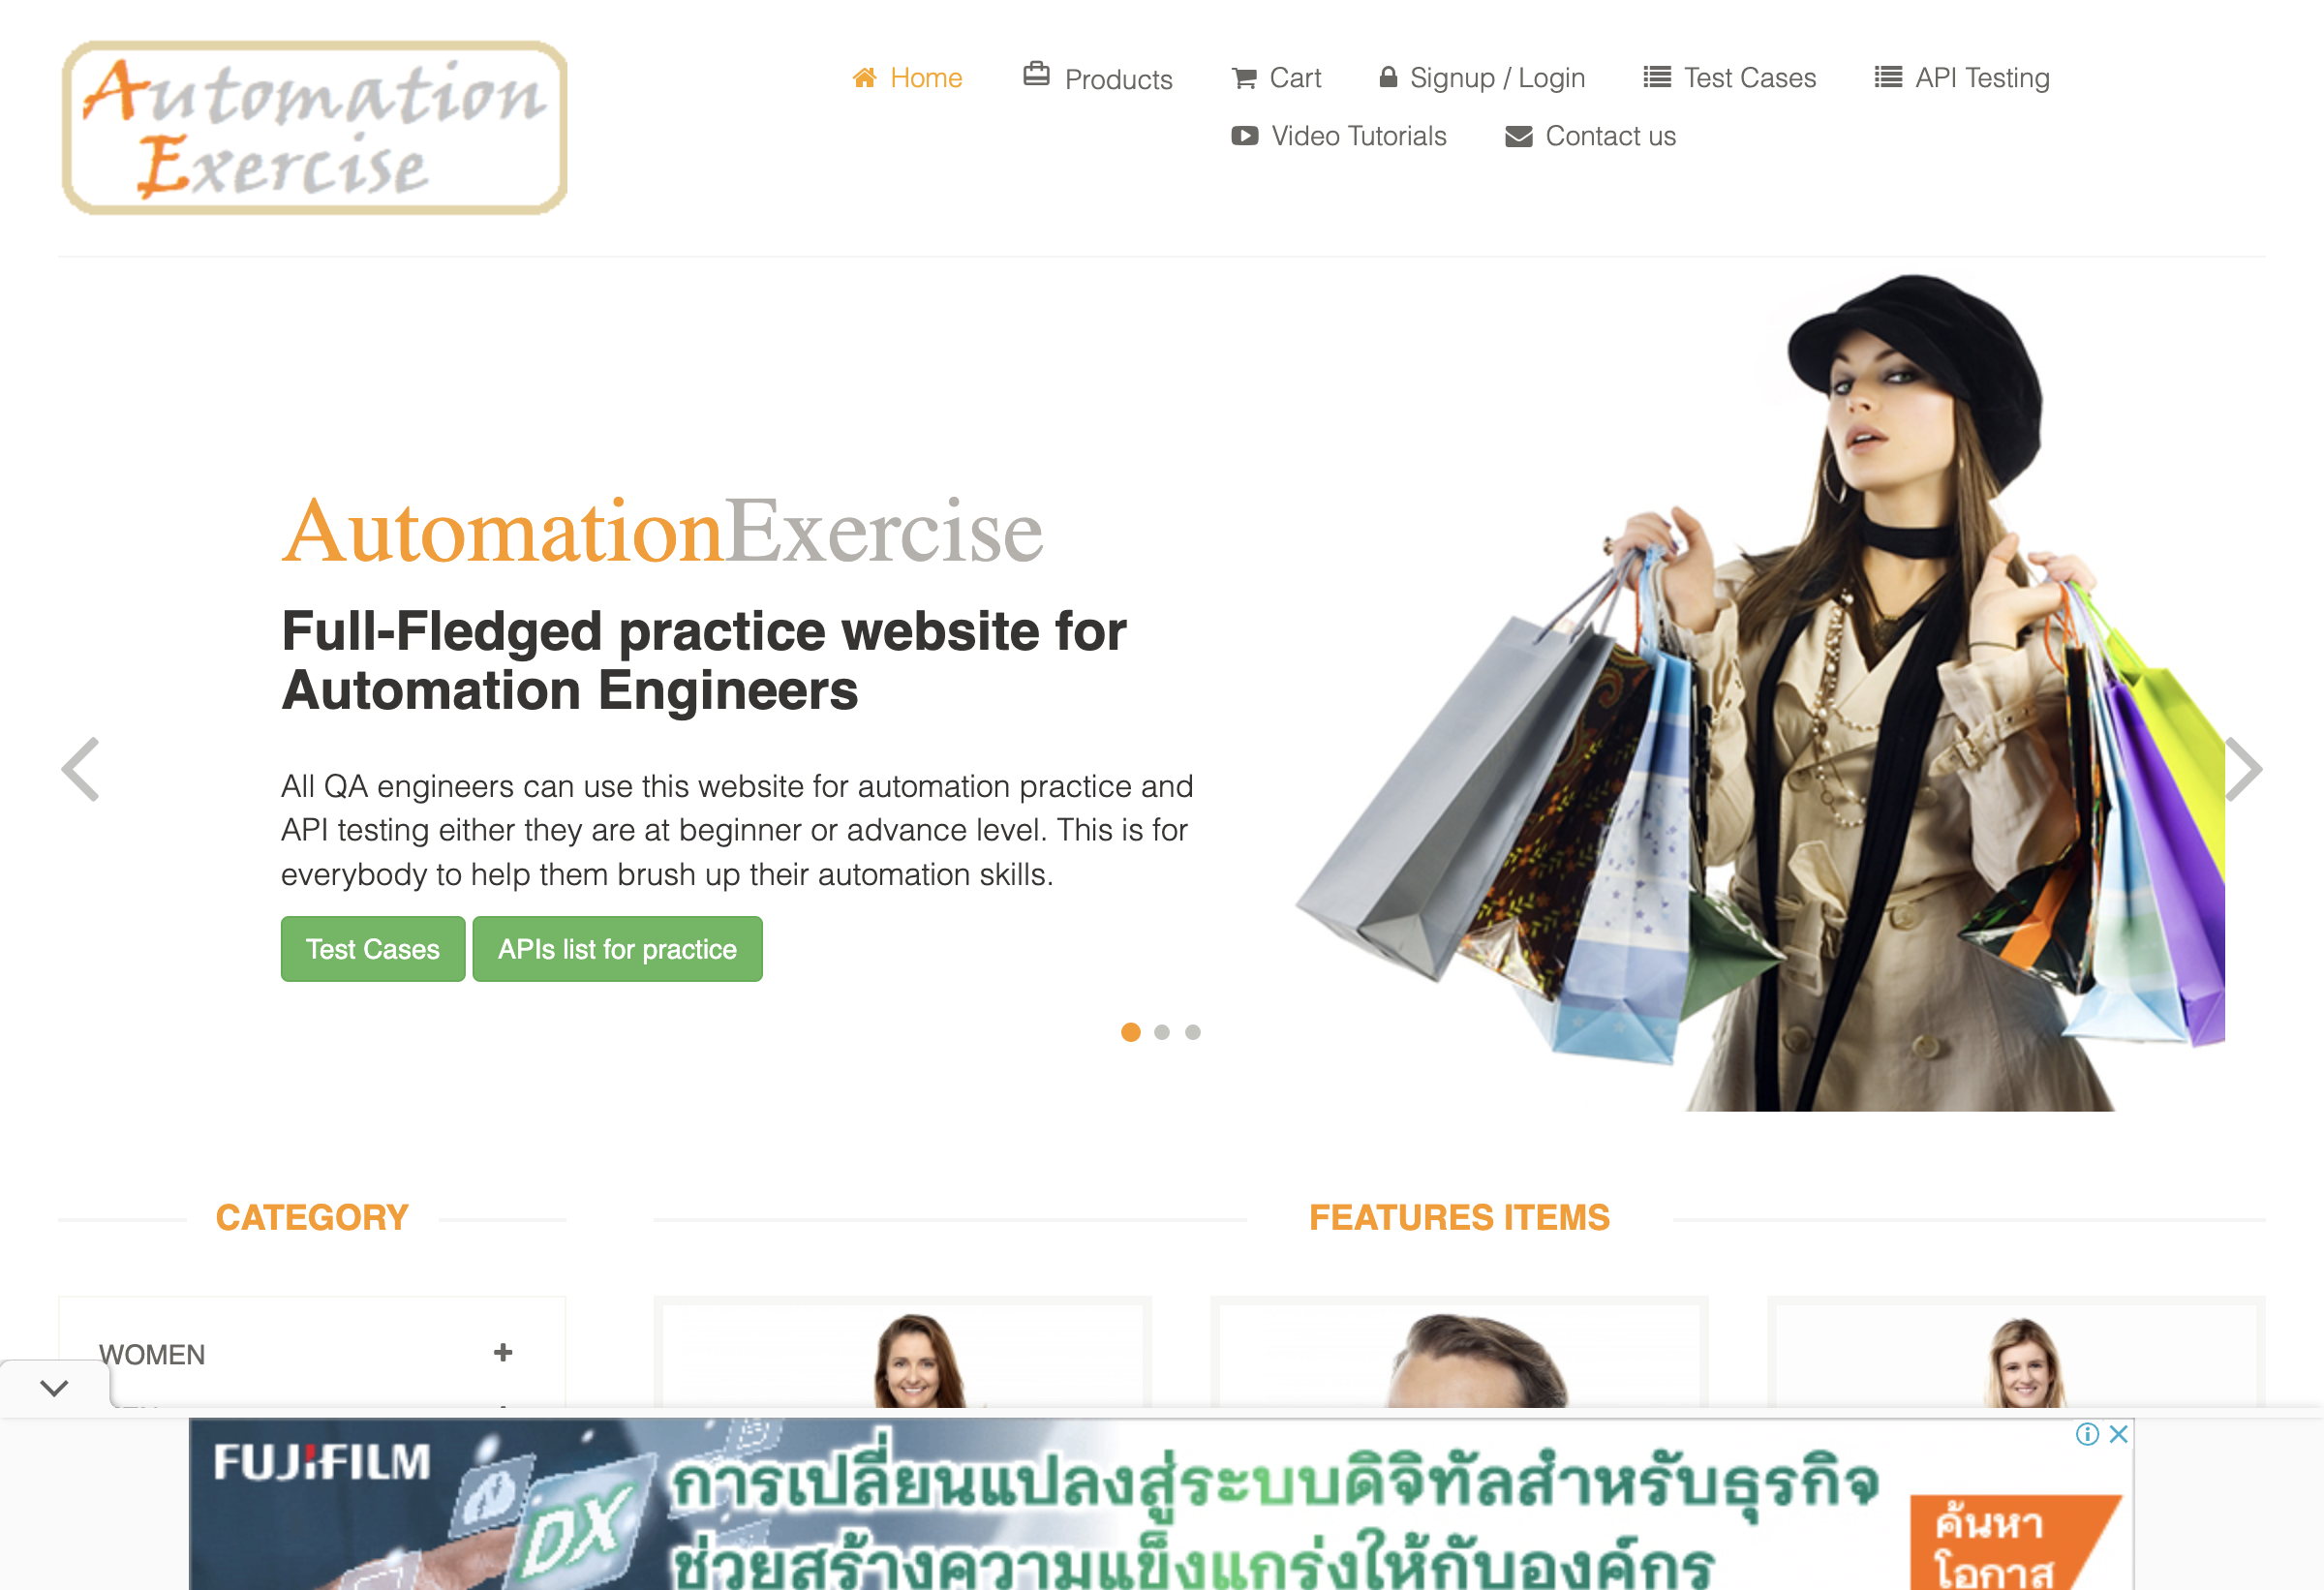 Automation
Exercise
Home
Products
Cart
Signup / Login
Test Cases
API Testing
Video Tutorials
Contact us
AutomationExercise
Full-Fledged practice website for
Automation Engineers
All QA engineers can use this website for automation practice and
API testing either they are at beginner or advance level. This is for
everybody to help them brush up their automation skills.
Test Cases
APIs list for practice
CATEGORY
FEATURES ITEMS
WOMEN
FUJIFILM
DX
การเปลี่ยนแปลงสู่ระบบดิจิทัลสำหรับธุรกิจ
ช่วยสร้างความแข็งแกร่งให้กับองค์กร
ค้นหา
โอกาส